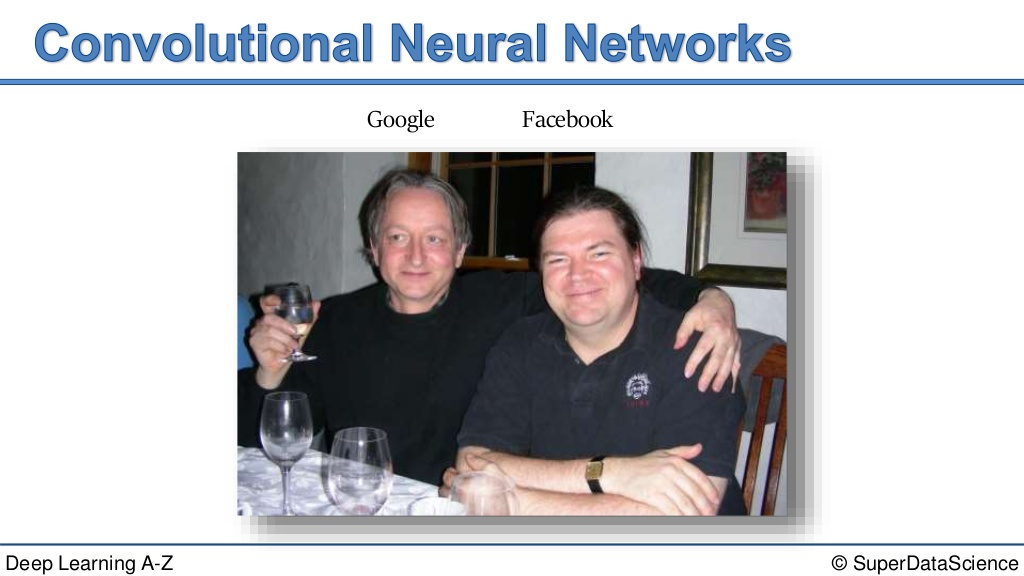 Convolutional Neural Networks
Google Facebook
Deep Learning A-Z
© SuperDataScience